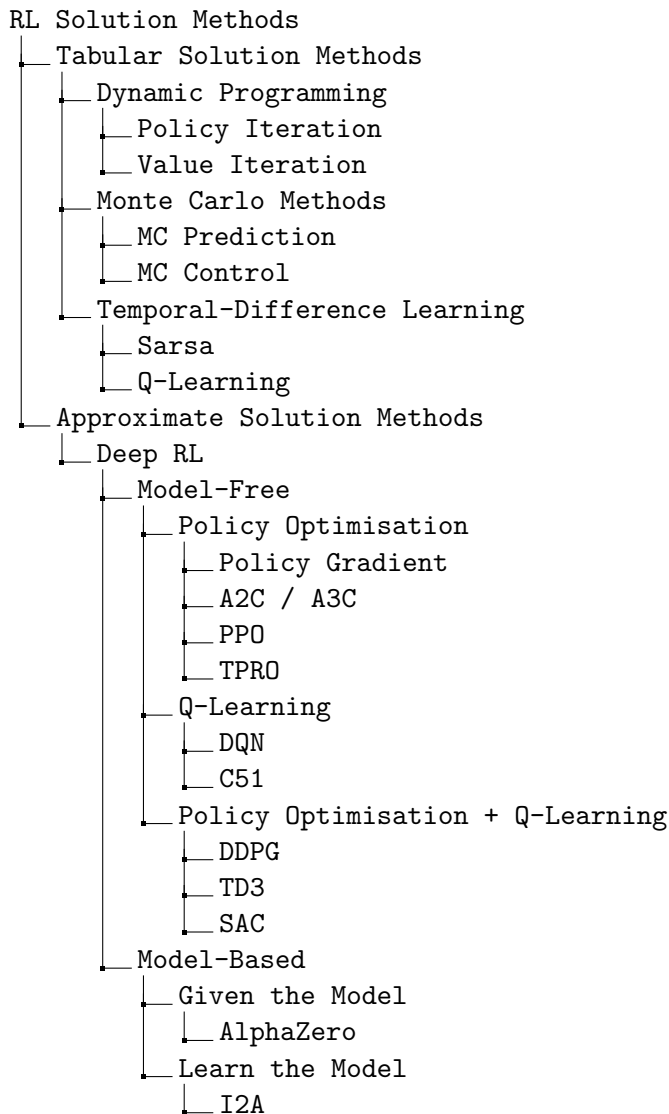 RL Solution Methods
Tabular Solution Methods
Dynamic Programming
Policy Iteration
Value Iteration
Monte Carlo Methods
MC Prediction
MC Control
Temporal-Difference Learning
Sarsa
Q-Learning
Approximate Solution Methods
Deep RL
Model-Free
Policy Optimisation
Policy Gradient
A2C / A3C
PPO
TPRO
Q-Learning
DQN
C51
Policy Optimisation + Q-Learning
DDPG
TD3
SAC
Model-Based
Given the Model
AlphaZero
Learn the Model
I2A